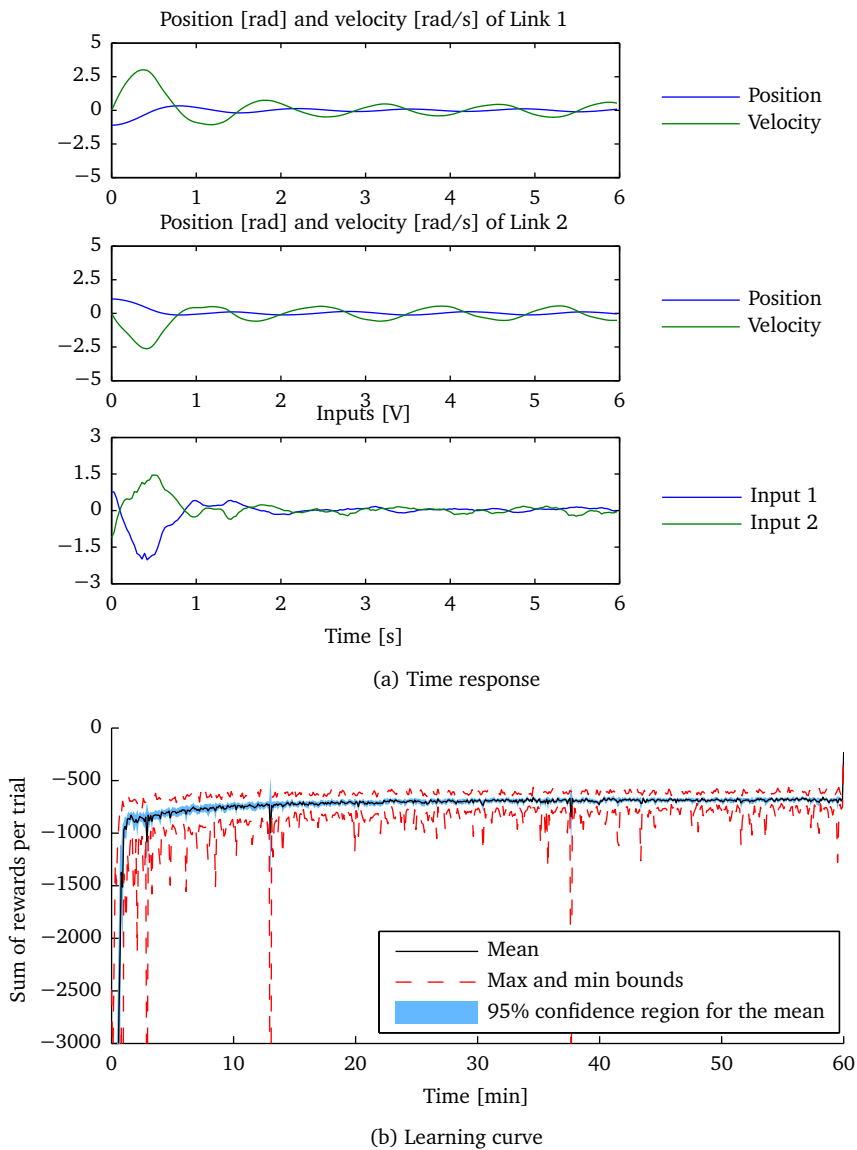 Position [rad] and velocity [rad/s] of Link 1
5
2.5
0
−2.5
−5
0 1 2 3 4 5 6
Position
Velocity
Position [rad] and velocity [rad/s] of Link 2
5
2.5
0
−2.5
−5
0 1 2 3 4 5 6
Position
Velocity
Inputs [V]
3
1.5
0
−1.5
−3
0 1 2 3 4 5 6
Input 1
Input 2
Time [s]
(a) Time response
Sum of rewards per trial
0
−500
−1000
−1500
−2000
−2500
−3000
0 10 20 30 40 50 60
Mean
Max and min bounds
95% confidence region for the mean
Time [min]
(b) Learning curve